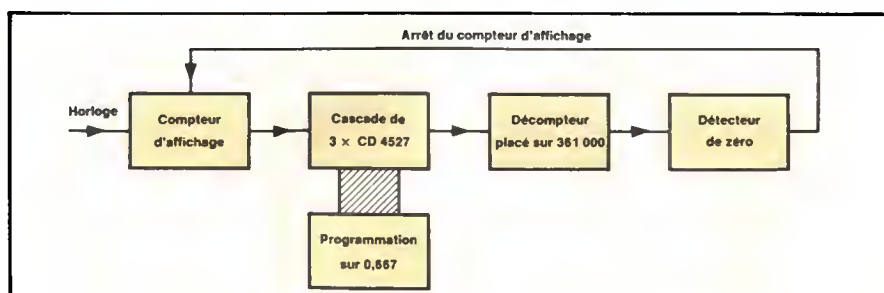 Arrêt du compteur d'affichage
Horloge
Compteur
d'affichage
Cascade de
3 × CD 4527
Décompteur
placé sur 361 000
Détecteur
de zéro
Programmation
sur 0,667